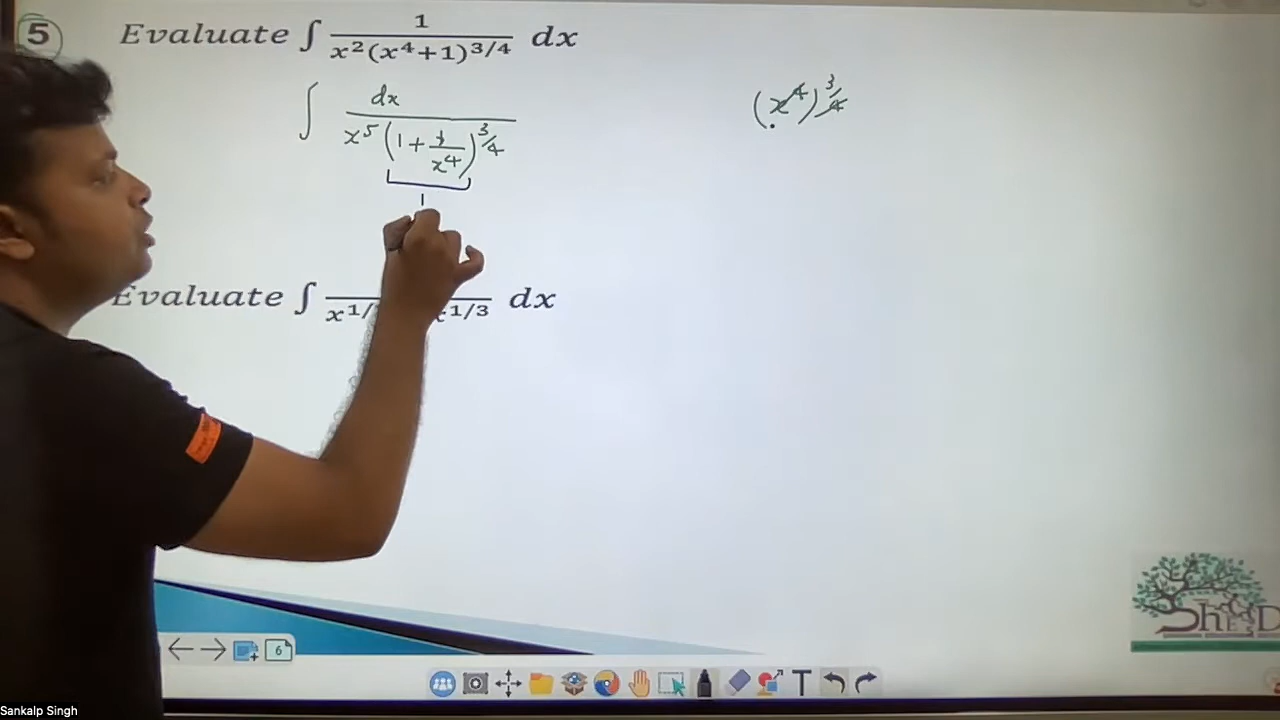 5 Evaluate ∫ 1 / x²(x⁴+1)^3/4 dx
∫ dx / x⁵(1 + 1/x⁴)^3/4
(x⁴)^3/4
Evaluate ∫ dx
6
T
Sankalp Singh